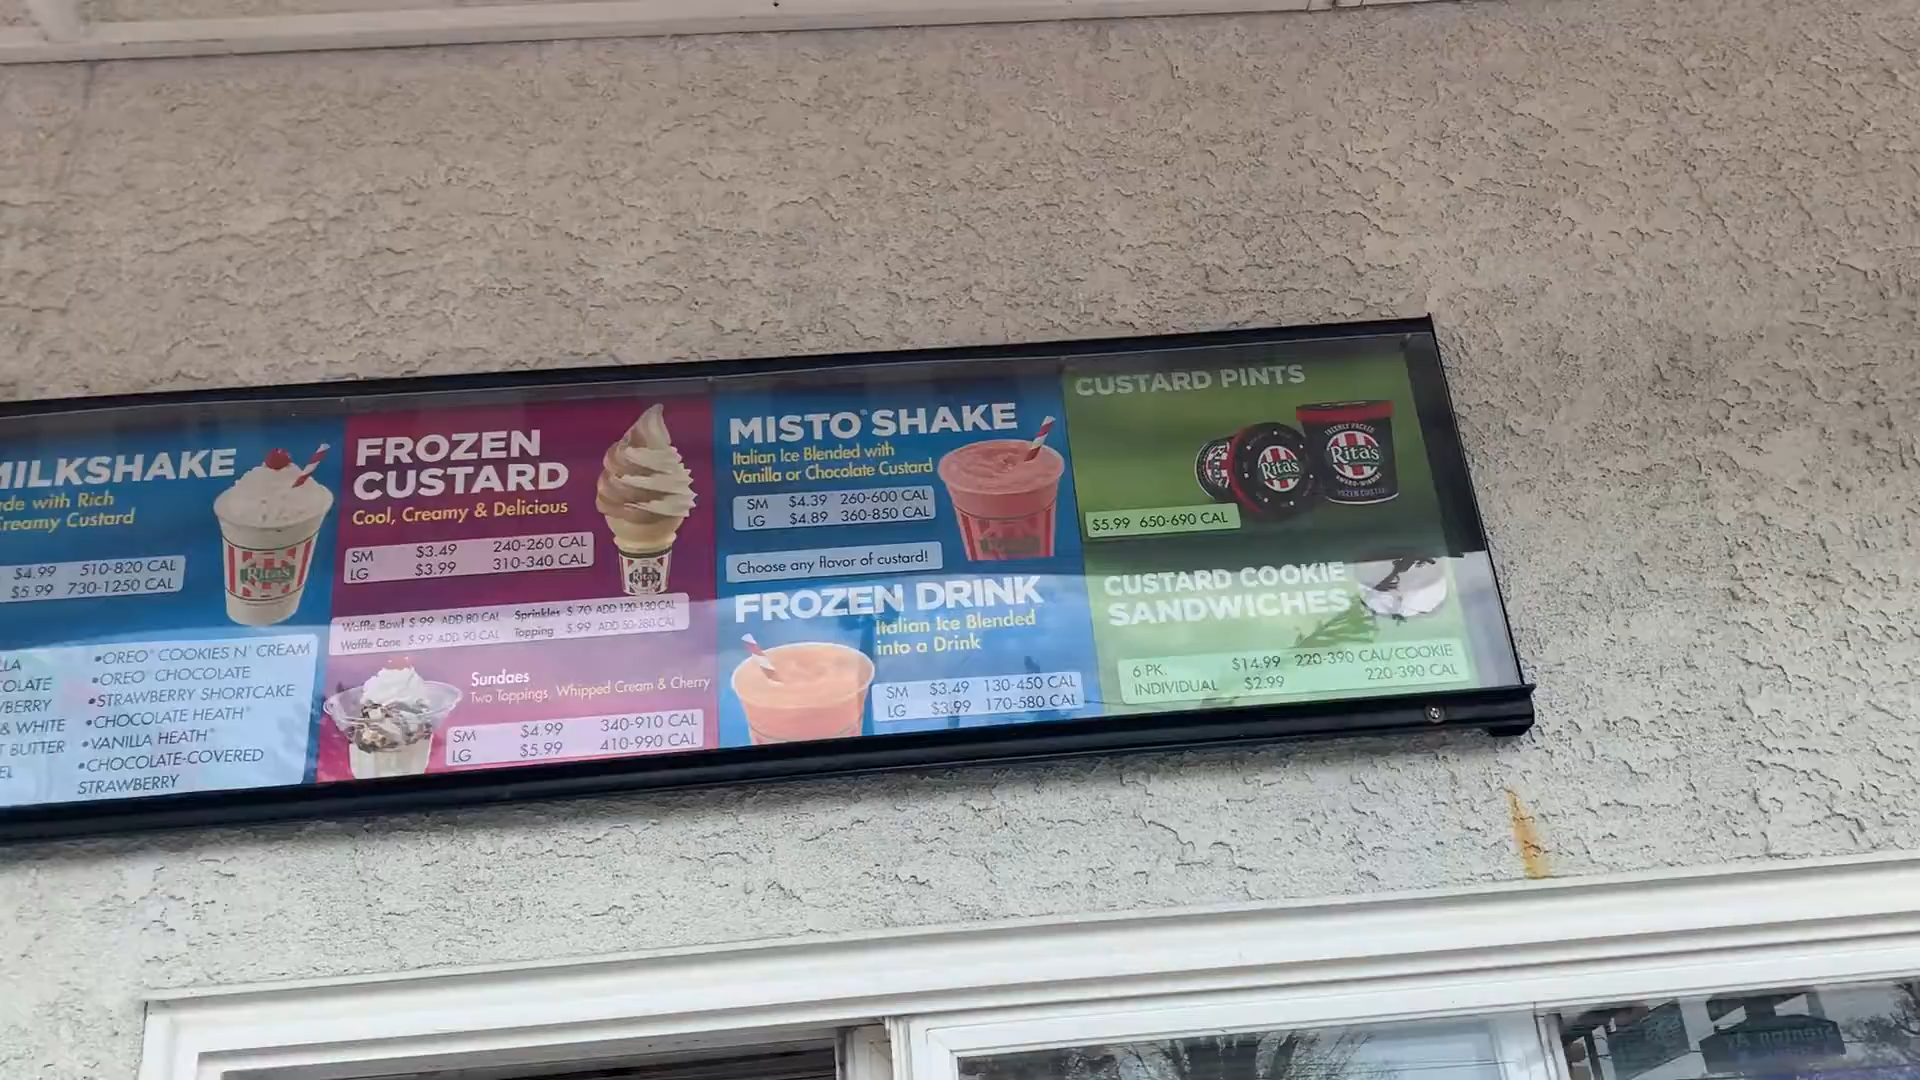 MILKSHAKE
de with Rich
Creamy Custard
$4.99 510-820 CAL
$5.99 730-1250 CAL
•OREO® COOKIES N' CREAM
•OREO® CHOCOLATE
•STRAWBERRY SHORTCAKE
& WHITE •CHOCOLATE HEATH®
BUTTER •VANILLA HEATH®
•CHOCOLATE-COVERED
STRAWBERRY
Rita's
FROZEN
CUSTARD
Cool, Creamy & Delicious
SM $3.49 240-260 CAL
LG $3.99 310-340 CAL
Rita's
Waffle Bowl $.99 ADD 80 CAL Sprinkles $.70 ADD 120-130 CAL
Waffle Cone $.99 ADD 90 CAL Topping $.99 ADD 50-280 CAL
Sundaes
Two Toppings, Whipped Cream & Cherry
SM $4.99 340-910 CAL
LG $5.99 410-990 CAL
MISTO® SHAKE
Italian Ice Blended with
Vanilla or Chocolate Custard
SM $4.39 260-600 CAL
LG $4.89 360-850 CAL
Choose any flavor of custard!
FROZEN DRINK
Italian Ice Blended
into a Drink
SM $3.49 130-450 CAL
LG $3.99 170-580 CAL
CUSTARD PINTS
Rita's
Rita's
$5.99 650-690 CAL
CUSTARD COOKIE
SANDWICHES
6 PK. $14.99 220-390 CAL/COOKIE
INDIVIDUAL $2.99 220-390 CAL